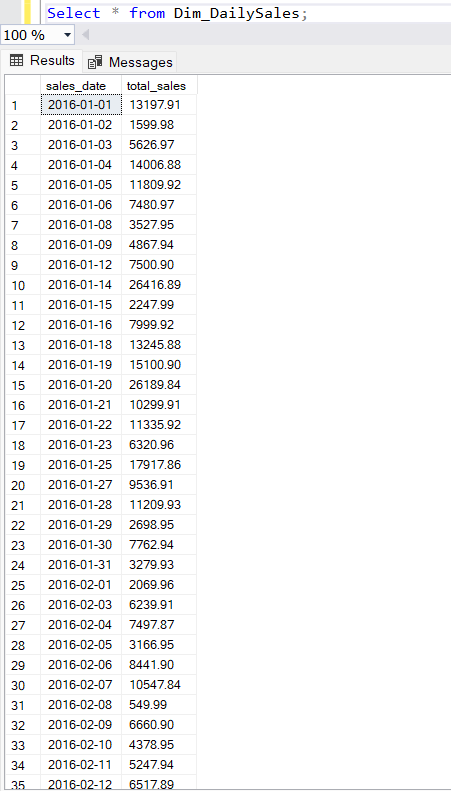 Select * from Dim_DailySales;
100 %
Results Messages
sales_date total_sales
1 2016-01-01 13197.91
2 2016-01-02 1599.98
3 2016-01-03 5626.97
4 2016-01-04 14006.88
5 2016-01-05 11809.92
6 2016-01-06 7480.97
7 2016-01-08 3527.95
8 2016-01-09 4867.94
9 2016-01-12 7500.90
10 2016-01-14 26416.89
11 2016-01-15 2247.99
12 2016-01-16 7999.92
13 2016-01-18 13245.88
14 2016-01-19 15100.90
15 2016-01-20 26189.84
16 2016-01-21 10299.91
17 2016-01-22 11335.92
18 2016-01-23 6320.96
19 2016-01-25 17917.86
20 2016-01-27 9536.91
21 2016-01-28 11209.93
22 2016-01-29 2698.95
23 2016-01-30 7762.94
24 2016-01-31 3279.93
25 2016-02-01 2069.96
26 2016-02-03 6239.91
27 2016-02-04 7497.87
28 2016-02-05 3166.95
29 2016-02-06 8441.90
30 2016-02-07 10547.84
31 2016-02-08 549.99
32 2016-02-09 6660.90
33 2016-02-10 4378.95
34 2016-02-11 5247.94
35 2016-02-12 6517.89